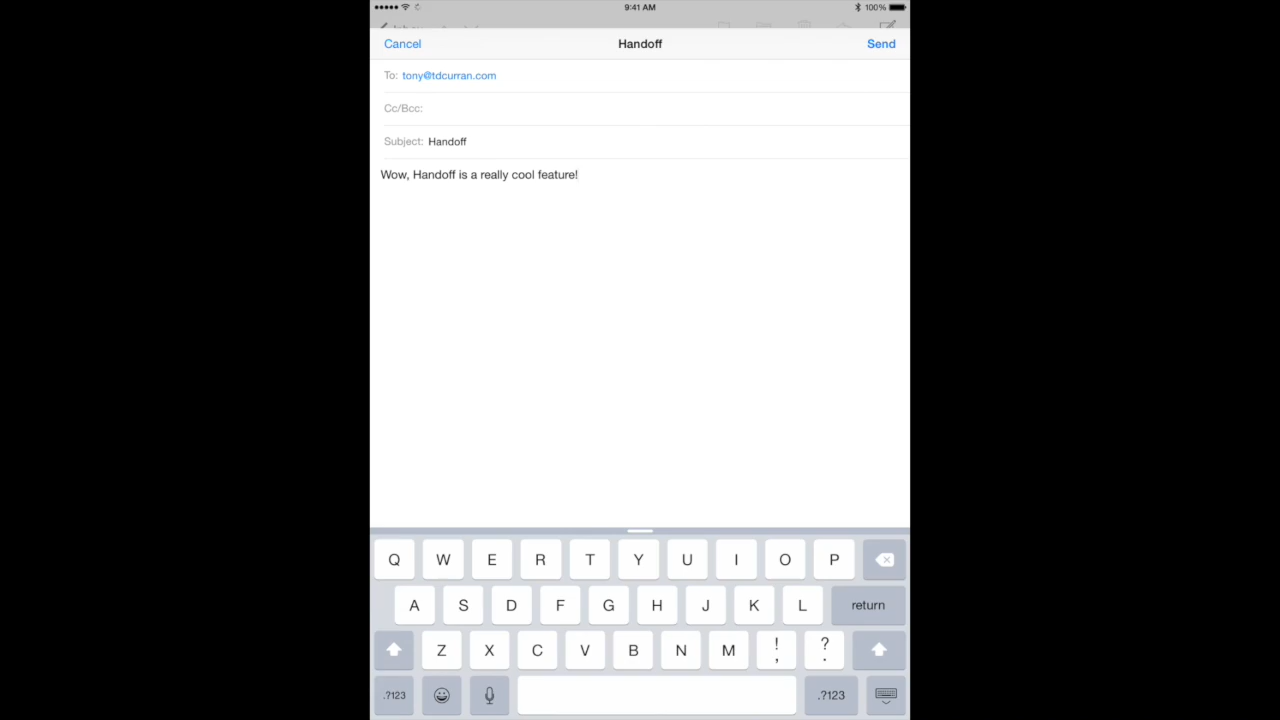 9:41 AM
100%
Cancel
Handoff
Send
To: tony@tdcurran.com
Cc/Bcc:
Subject: Handoff
Wow, Handoff is a really cool feature!
Q W E R T Y U I O P
A S D F G H J K L return
Z X C V B N M ! , ? .
.?123 .?123